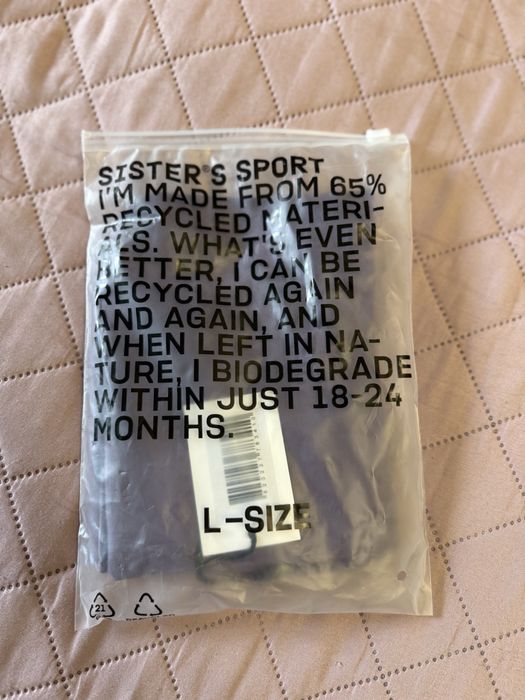 SISTER'S SPORT
I'M MADE FROM 65%
RECYCLED MATERI-
ALS. WHAT'S EVEN
BETTER, I CAN BE
RECYCLED AGAIN
AND AGAIN, AND
WHEN LEFT IN NA-
TURE, I BIODEGRADE
WITHIN JUST 18-24
MONTHS.
L-SIZE
21